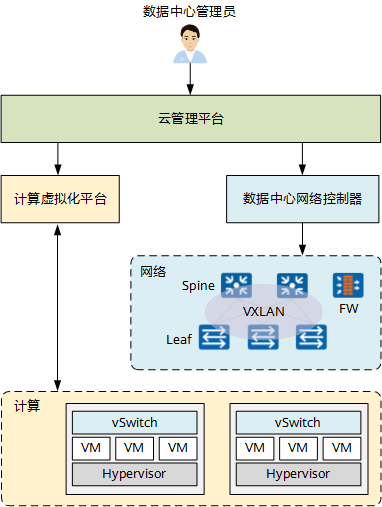 数据中心管理员
云管理平台
计算虚拟化平台
数据中心网络控制器
网络
Spine
VXLAN
FW
Leaf
计算
vSwitch
VM VM VM
Hypervisor
vSwitch
VM VM VM
Hypervisor